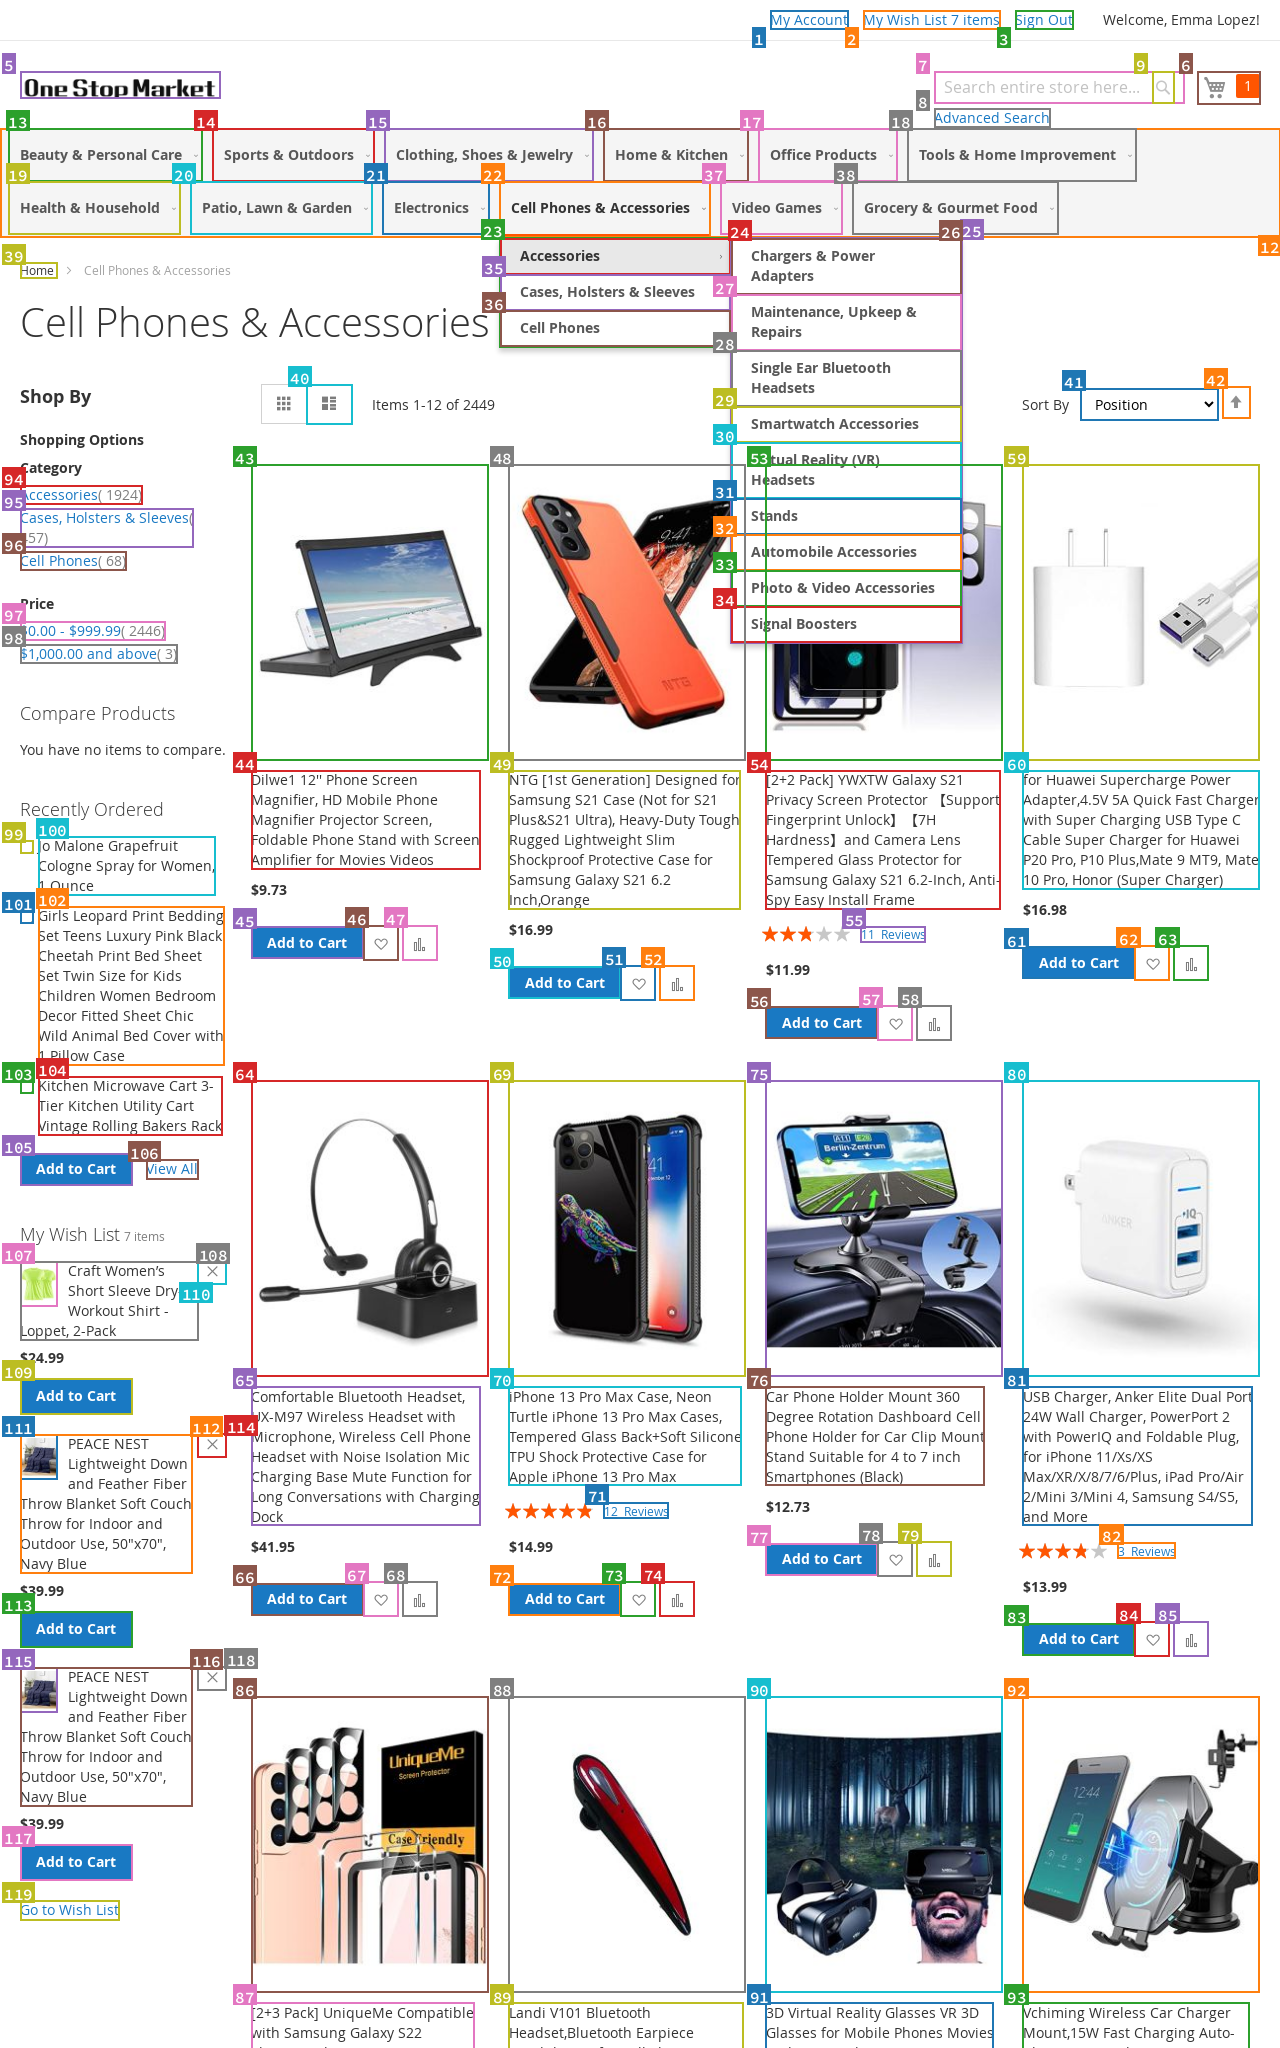 My Account
My Wish List 7 items
Sign Out
Welcome, Emma Lopez!
1
2
3
5
One Stop Market
7
9
6
Search entire store here...
1
8
Advanced Search
13
14
15
16
17
18
Beauty & Personal Care
Sports & Outdoors
Clothing, Shoes & Jewelry
Home & Kitchen
Office Products
Tools & Home Improvement
19
20
21
22
37
38
Health & Household
Patio, Lawn & Garden
Electronics
Cell Phones & Accessories
Video Games
Grocery & Gourmet Food
23
24
26
25
12
39
Home
Cell Phones & Accessories
Accessories
35
Cases, Holsters & Sleeves
36
Cell Phones
Chargers & Power
Adapters
27
Maintenance, Upkeep &
Repairs
28
Single Ear Bluetooth
Headsets
29
Smartwatch Accessories
30
tual Reality (VR)
Headsets
31
Stands
32
Automobile Accessories
33
Photo & Video Accessories
34
Signal Boosters
Cell Phones & Accessories
Shop By
40
Items 1-12 of 2449
Sort By
41
Position
42
Shopping Options
Category
94
Accessories( 1924)
95
Cases, Holsters & Sleeves(
57)
96
Cell Phones( 68)
Price
97
0.00 - $999.99( 2446)
98
$1,000.00 and above( 3)
Compare Products
You have no items to compare.
Recently Ordered
99
100
Jo Malone Grapefruit
Cologne Spray for Women,
1 Ounce
101
102
Girls Leopard Print Bedding
Set Teens Luxury Pink Black
Cheetah Print Bed Sheet
Set Twin Size for Kids
Children Women Bedroom
Decor Fitted Sheet Chic
Wild Animal Bed Cover with
1 Pillow Case
103
104
Kitchen Microwave Cart 3-
Tier Kitchen Utility Cart
Vintage Rolling Bakers Rack
105
Add to Cart
106
View All
My Wish List 7 items
107
108
110
Craft Women's
Short Sleeve Dry
Workout Shirt -
Loppet, 2-Pack
$24.99
109
Add to Cart
111
112
114
PEACE NEST
Lightweight Down
and Feather Fiber
Throw Blanket Soft Couch
Throw for Indoor and
Outdoor Use, 50"x70",
Navy Blue
$39.99
113
Add to Cart
115
116
118
PEACE NEST
Lightweight Down
and Feather Fiber
Throw Blanket Soft Couch
Throw for Indoor and
Outdoor Use, 50"x70",
Navy Blue
$39.99
117
Add to Cart
119
Go to Wish List
43
44
Dilwe1 12'' Phone Screen
Magnifier, HD Mobile Phone
Magnifier Projector Screen,
Foldable Phone Stand with Screen
Amplifier for Movies Videos
$9.73
45
46
47
Add to Cart
48
9:41
NTG
49
NTG [1st Generation] Designed for
Samsung S21 Case (Not for S21
Plus&S21 Ultra), Heavy-Duty Tough
Rugged Lightweight Slim
Shockproof Protective Case for
Samsung Galaxy S21 6.2
Inch,Orange
$16.99
50
51
52
Add to Cart
53
54
[2+2 Pack] YWXTW Galaxy S21
Privacy Screen Protector 【Support
Fingerprint Unlock】【7H
Hardness】and Camera Lens
Tempered Glass Protector for
Samsung Galaxy S21 6.2-Inch, Anti-
Spy Easy Install Frame
55
11 Reviews
$11.99
56
57
58
Add to Cart
59
60
for Huawei Supercharge Power
Adapter,4.5V 5A Quick Fast Charger
with Super Charging USB Type C
Cable Super Charger for Huawei
P20 Pro, P10 Plus,Mate 9 MT9, Mate
10 Pro, Honor (Super Charger)
$16.98
61
62
63
Add to Cart
64
65
Comfortable Bluetooth Headset,
UX-M97 Wireless Headset with
Microphone, Wireless Cell Phone
Headset with Noise Isolation Mic
Charging Base Mute Function for
Long Conversations with Charging
Dock
$41.95
66
67
68
Add to Cart
69
41
70
iPhone 13 Pro Max Case, Neon
Turtle iPhone 13 Pro Max Cases,
Tempered Glass Back+Soft Silicone
TPU Shock Protective Case for
Apple iPhone 13 Pro Max
71
12 Reviews
$14.99
72
73
74
Add to Cart
75
A11 E26
Berlin-Zentrum
76
Car Phone Holder Mount 360
Degree Rotation Dashboard Cell
Phone Holder for Car Clip Mount
Stand Suitable for 4 to 7 inch
Smartphones (Black)
$12.73
77
78
79
Add to Cart
80
IQ
ANKER
81
USB Charger, Anker Elite Dual Port
24W Wall Charger, PowerPort 2
with PowerIQ and Foldable Plug,
for iPhone 11/Xs/XS
Max/XR/X/8/7/6/Plus, iPad Pro/Air
2/Mini 3/Mini 4, Samsung S4/S5,
and More
82
3 Reviews
$13.99
83
84
85
Add to Cart
86
UniqueMe
Screen Protector
Case Friendly
87
[2+3 Pack] UniqueMe Compatible
with Samsung Galaxy S22
88
89
Landi V101 Bluetooth
Headset,Bluetooth Earpiece
90
91
3D Virtual Reality Glasses VR 3D
Glasses for Mobile Phones Movies
92
12:44
93
Vchiming Wireless Car Charger
Mount,15W Fast Charging Auto-